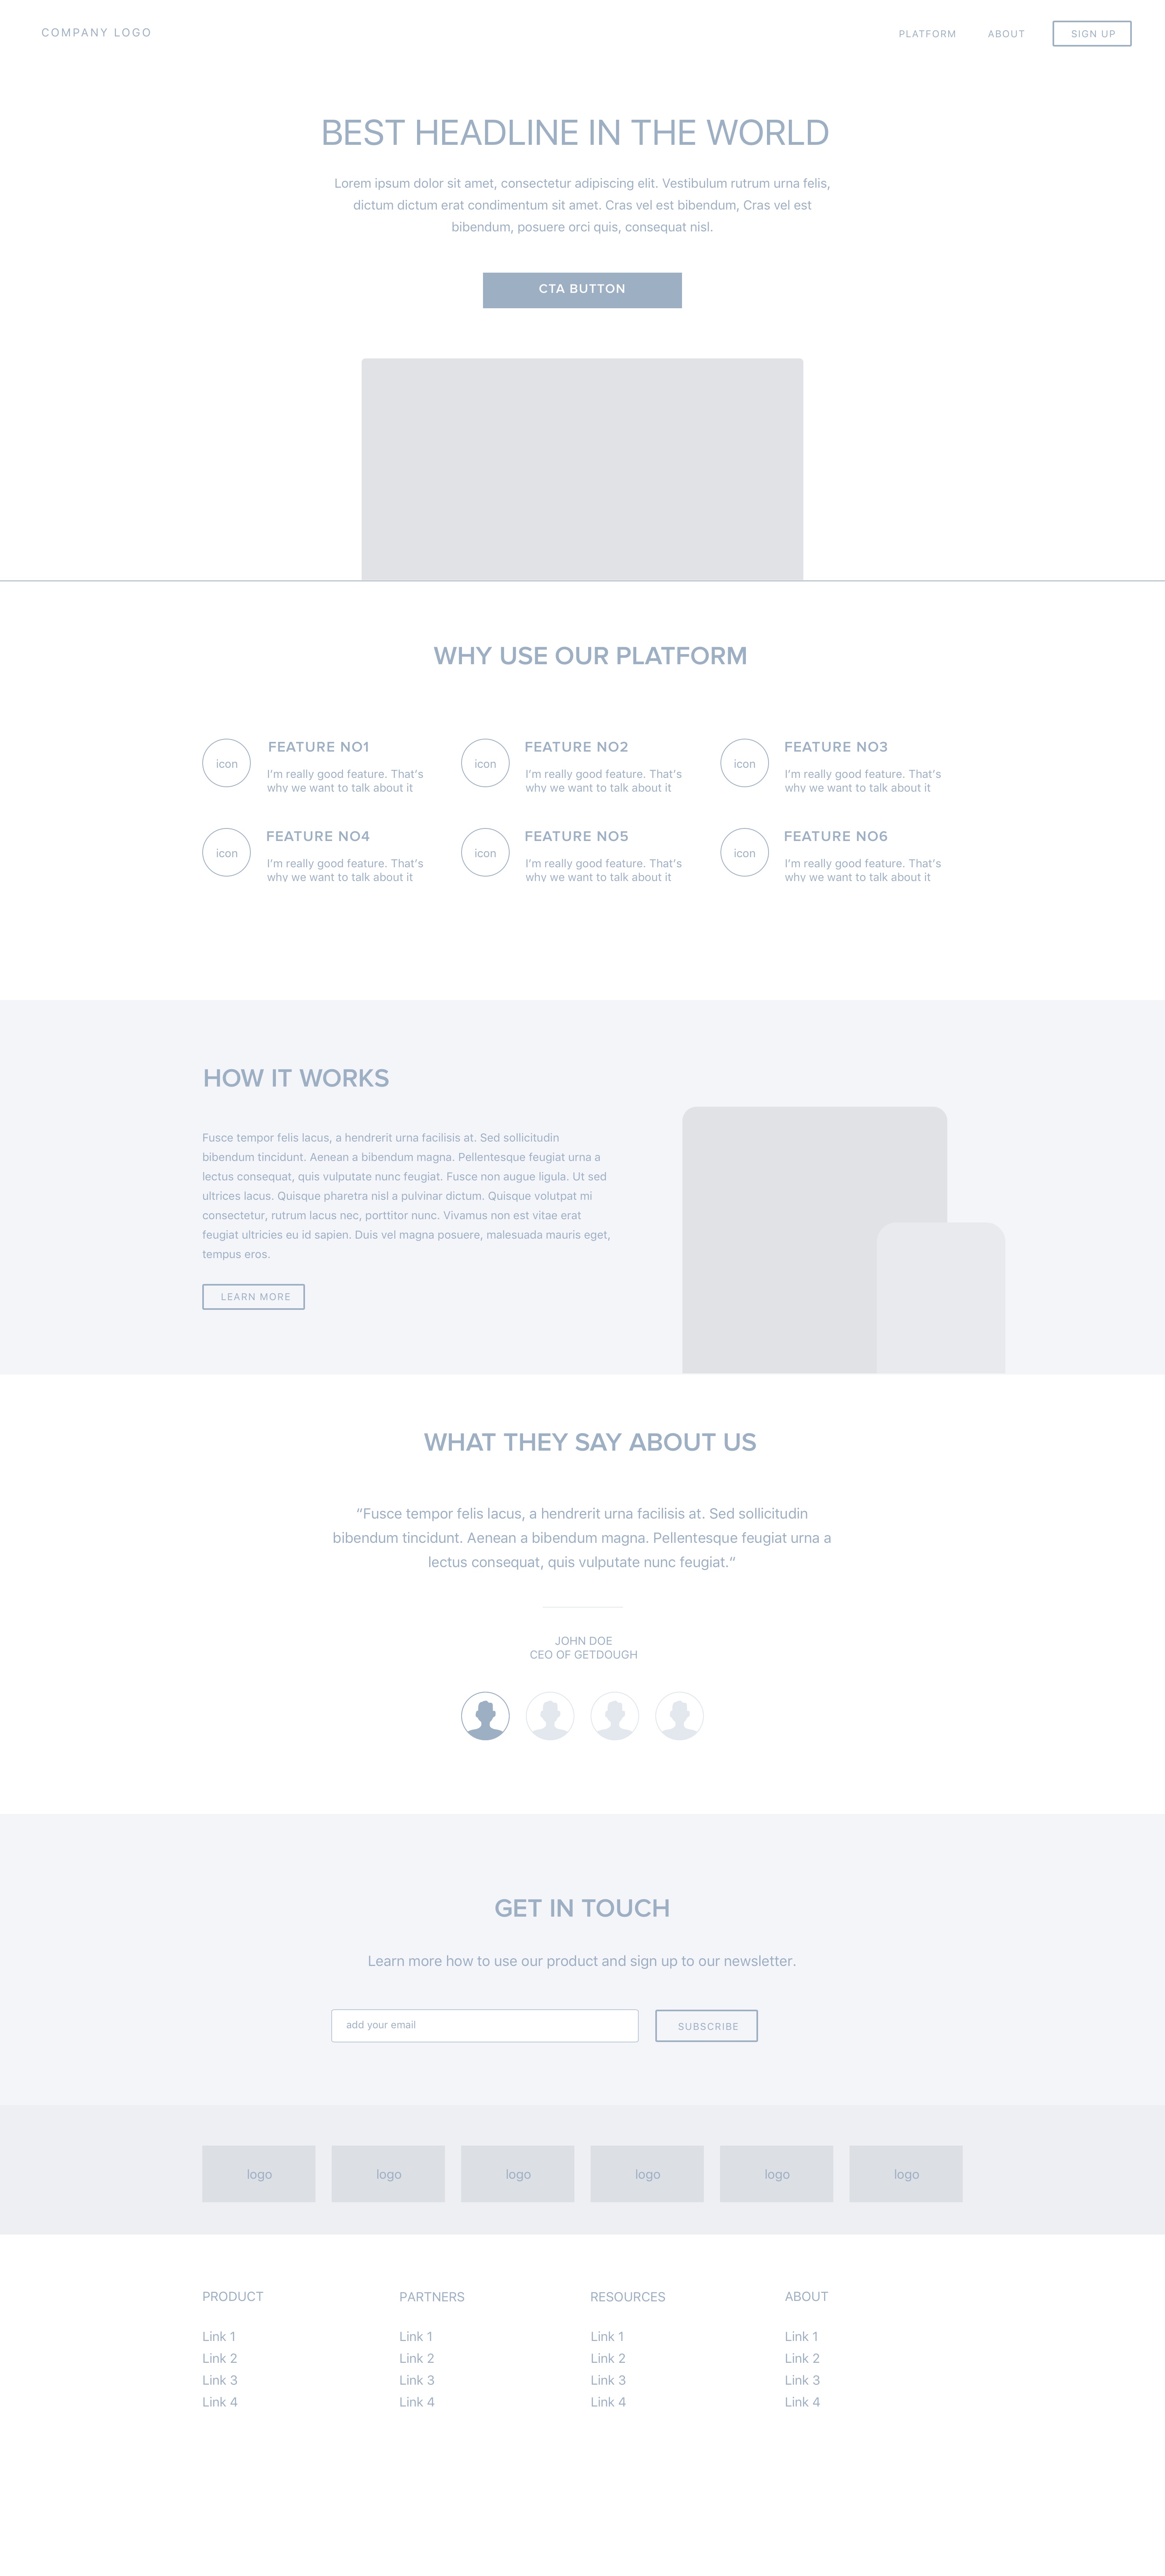 COMPANY LOGO
PLATFORM
ABOUT
SIGN UP
BEST HEADLINE IN THE WORLD
Lorem ipsum dolor sit amet, consectetur adipiscing elit. Vestibulum rutrum urna felis,
dictum dictum erat condimentum sit amet. Cras vel est bibendum, Cras vel est
bibendum, posuere orci quis, consequat nisl.
CTA BUTTON
WHY USE OUR PLATFORM
icon
FEATURE NO1
I'm really good feature. That's
why we want to talk about it
icon
FEATURE NO2
I'm really good feature. That's
why we want to talk about it
icon
FEATURE NO3
I'm really good feature. That's
why we want to talk about it
icon
FEATURE NO4
I'm really good feature. That's
why we want to talk about it
icon
FEATURE NO5
I'm really good feature. That's
why we want to talk about it
icon
FEATURE NO6
I'm really good feature. That's
why we want to talk about it
HOW IT WORKS
Fusce tempor felis lacus, a hendrerit urna facilisis at. Sed sollicitudin
bibendum tincidunt. Aenean a bibendum magna. Pellentesque feugiat urna a
lectus consequat, quis vulputate nunc feugiat. Fusce non augue ligula. Ut sed
ultrices lacus. Quisque pharetra nisl a pulvinar dictum. Quisque volutpat mi
consectetur, rutrum lacus nec, porttitor nunc. Vivamus non est vitae erat
feugiat ultricies eu id sapien. Duis vel magna posuere, malesuada mauris eget,
tempus eros.
LEARN MORE
WHAT THEY SAY ABOUT US
“Fusce tempor felis lacus, a hendrerit urna facilisis at. Sed sollicitudin
bibendum tincidunt. Aenean a bibendum magna. Pellentesque feugiat urna a
lectus consequat, quis vulputate nunc feugiat.“
JOHN DOE
CEO OF GETDOUGH
GET IN TOUCH
Learn more how to use our product and sign up to our newsletter.
add your email
SUBSCRIBE
logo
logo
logo
logo
logo
logo
PRODUCT
Link 1
Link 2
Link 3
Link 4
PARTNERS
Link 1
Link 2
Link 3
Link 4
RESOURCES
Link 1
Link 2
Link 3
Link 4
ABOUT
Link 1
Link 2
Link 3
Link 4